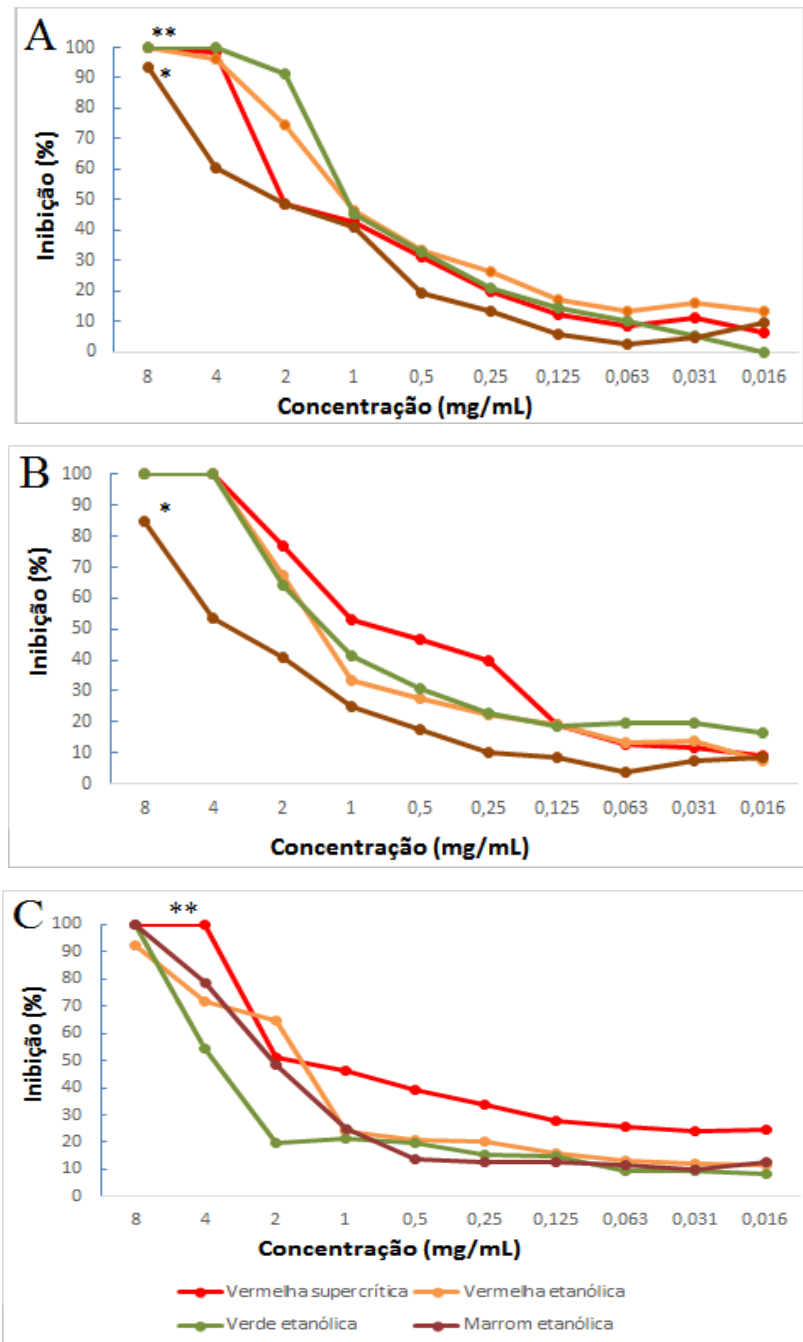 A
**
*
Inibição (%)
100
90
80
70
60
50
40
30
20
10
0
8 4 2 1 0,5 0,25 0,125 0,063 0,031 0,016
Concentração (mg/mL)
B
*
Inibição (%)
100
90
80
70
60
50
40
30
20
10
0
8 4 2 1 0,5 0,25 0,125 0,063 0,031 0,016
Concentração (mg/mL)
C
**
Inibição (%)
100
90
80
70
60
50
40
30
20
10
0
8 4 2 1 0,5 0,25 0,125 0,063 0,031 0,016
Concentração (mg/mL)
Vermelha supercrítica Vermelha etanólica
Verde etanólica Marrom etanólica